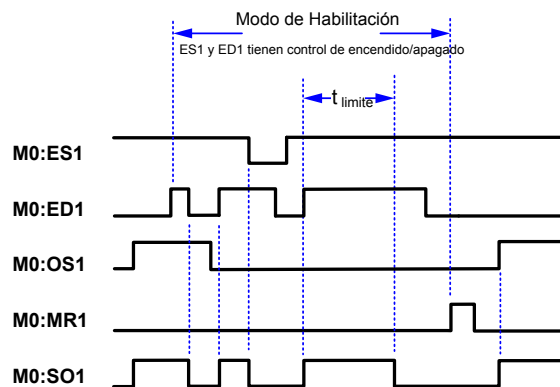 Modo de Habilitación
ES1 y ED1 tienen control de encendido/apagado
t limite
M0:ES1
M0:ED1
M0:OS1
M0:MR1
M0:SO1